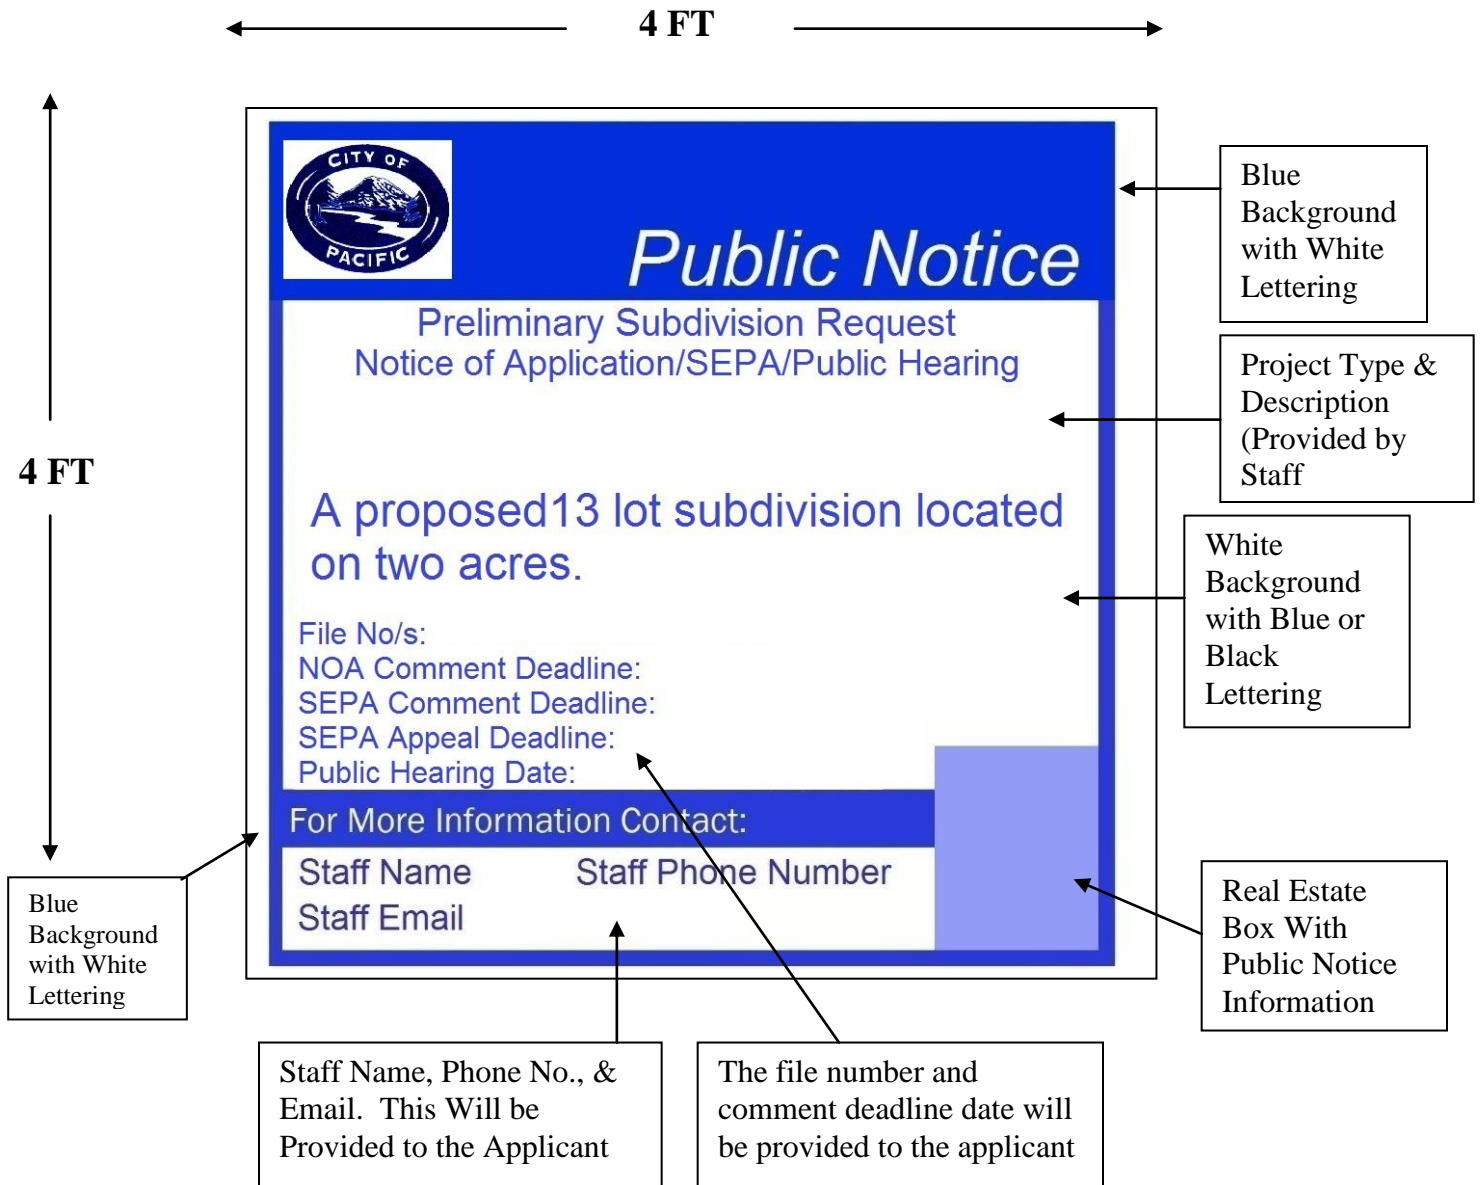 4 FT
4 FT
CITY OF
PACIFIC
Public Notice
Preliminary Subdivision Request
Notice of Application/SEPA/Public Hearing
A proposed13 lot subdivision located
on two acres.
File No/s:
NOA Comment Deadline:
SEPA Comment Deadline:
SEPA Appeal Deadline:
Public Hearing Date:
For More Information Contact:
Staff Name
Staff Phone Number
Staff Email
Blue
Background
with White
Lettering
Project Type &
Description
(Provided by
Staff
White
Background
with Blue or
Black
Lettering
Real Estate
Box With
Public Notice
Information
Blue
Background
with White
Lettering
Staff Name, Phone No., &
Email.  This Will be
Provided to the Applicant
The file number and
comment deadline date will
be provided to the applicant